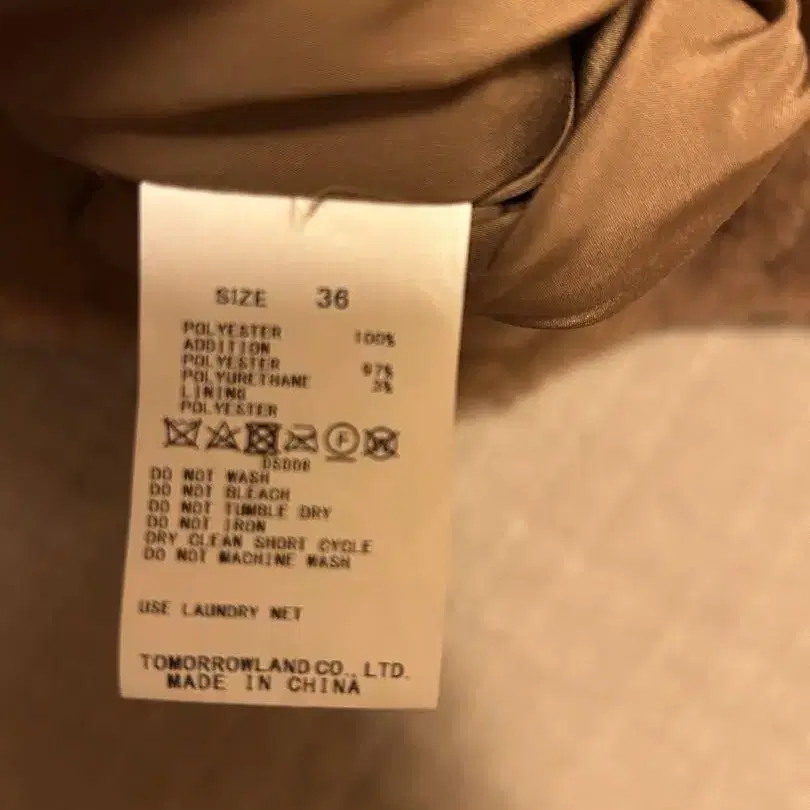 SIZE 36
POLYESTER 100%
ADDITION
POLYESTER 97%
POLYURETHANE 3%
LINING
POLYESTER
F
DS008
DO NOT WASH
DO NOT BLEACH
DO NOT TUMBLE DRY
DO NOT IRON
DRY CLEAN SHORT CYCLE
DO NOT MACHINE WASH
USE LAUNDRY NET
TOMORROWLAND CO., LTD.
MADE IN CHINA